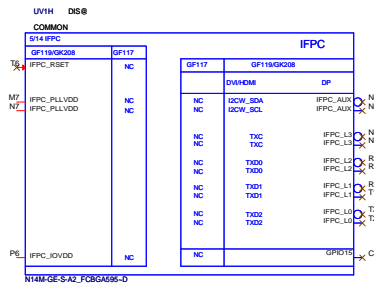 UV1H DIS@
COMMON
5/14 IFPC
IFPC
GF119/GK208 GF117
GF117 GF119/GK208
T6 IFPC_RSET NC
DVI/HDMI DP
M7 IFPC_PLLVDD NC
N7 IFPC_PLLVDD NC
NC I2CW_SDA IFPC_AUX N
NC I2CW_SCL IFPC_AUX N
NC TXC IFPC_L3 N
NC TXC IFPC_L3 N
NC TXD0 IFPC_L2 R
NC TXD0 IFPC_L2 R
NC TXD1 IFPC_L1 R
NC TXD1 IFPC_L1 T
NC TXD2 IFPC_L0 T
NC TXD2 IFPC_L0 T
P6 IFPC_IOVDD NC
NC GPIO15 C
N14M-GE-S-A2_FCBGA595~D